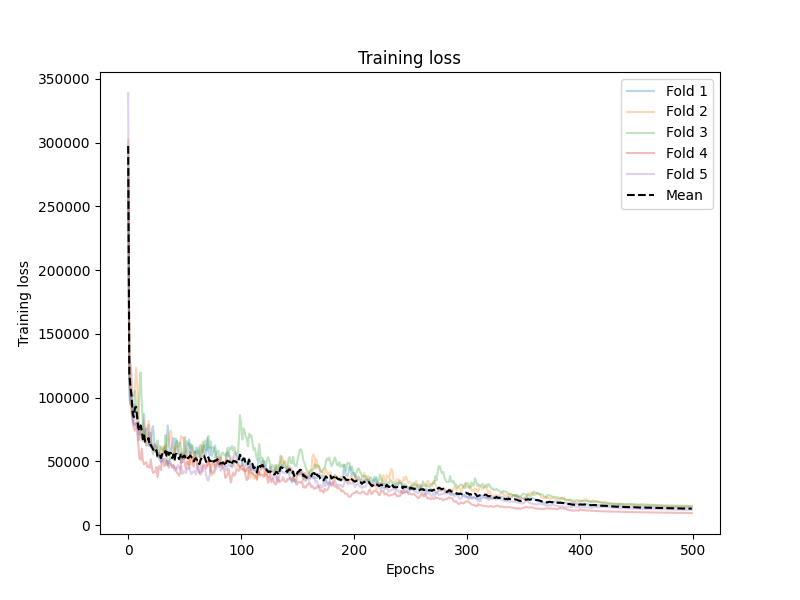 Training loss
350000
300000
250000
200000
150000
100000
50000
0
Training loss
0 100 200 300 400 500
Epochs
Fold 1
Fold 2
Fold 3
Fold 4
Fold 5
Mean